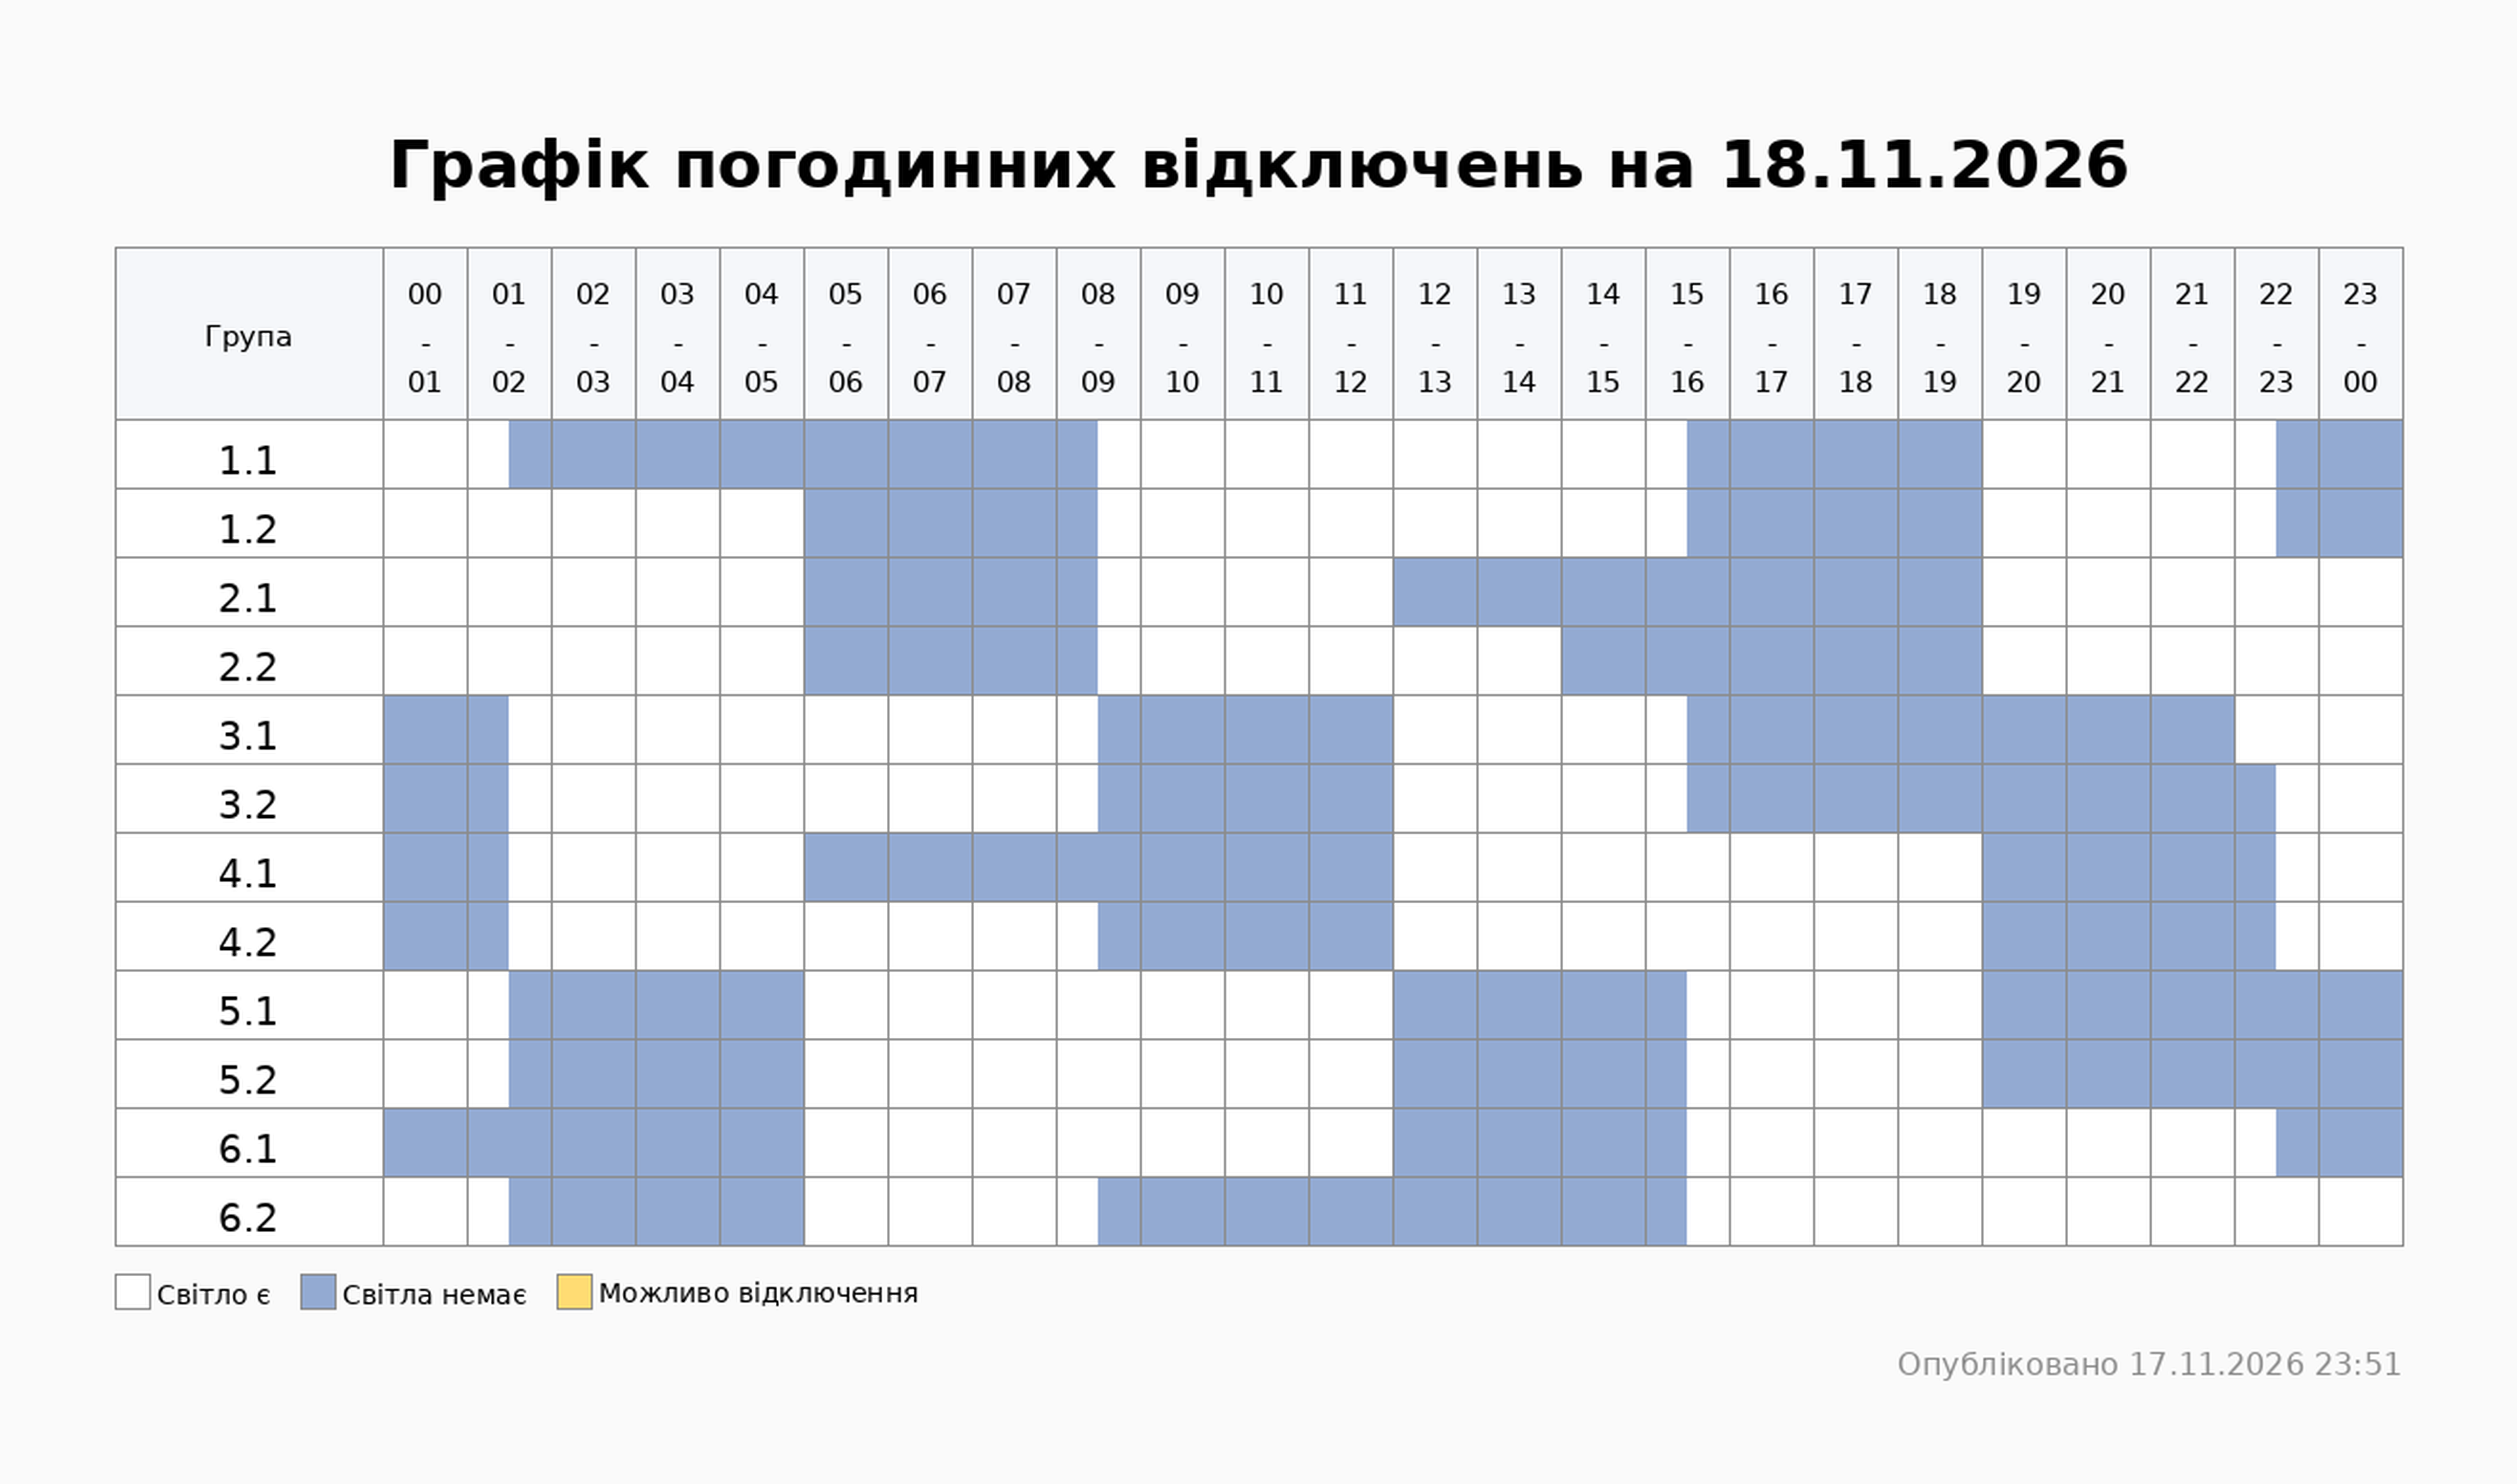 Графік погодинних відключень на 18.11.2026
Група
00 - 01
01 - 02
02 - 03
03 - 04
04 - 05
05 - 06
06 - 07
07 - 08
08 - 09
09 - 10
10 - 11
11 - 12
12 - 13
13 - 14
14 - 15
15 - 16
16 - 17
17 - 18
18 - 19
19 - 20
20 - 21
21 - 22
22 - 23
23 - 00
1.1
1.2
2.1
2.2
3.1
3.2
4.1
4.2
5.1
5.2
6.1
6.2
Світло є
Світла немає
Можливо відключення
Опубліковано 17.11.2026 23:51